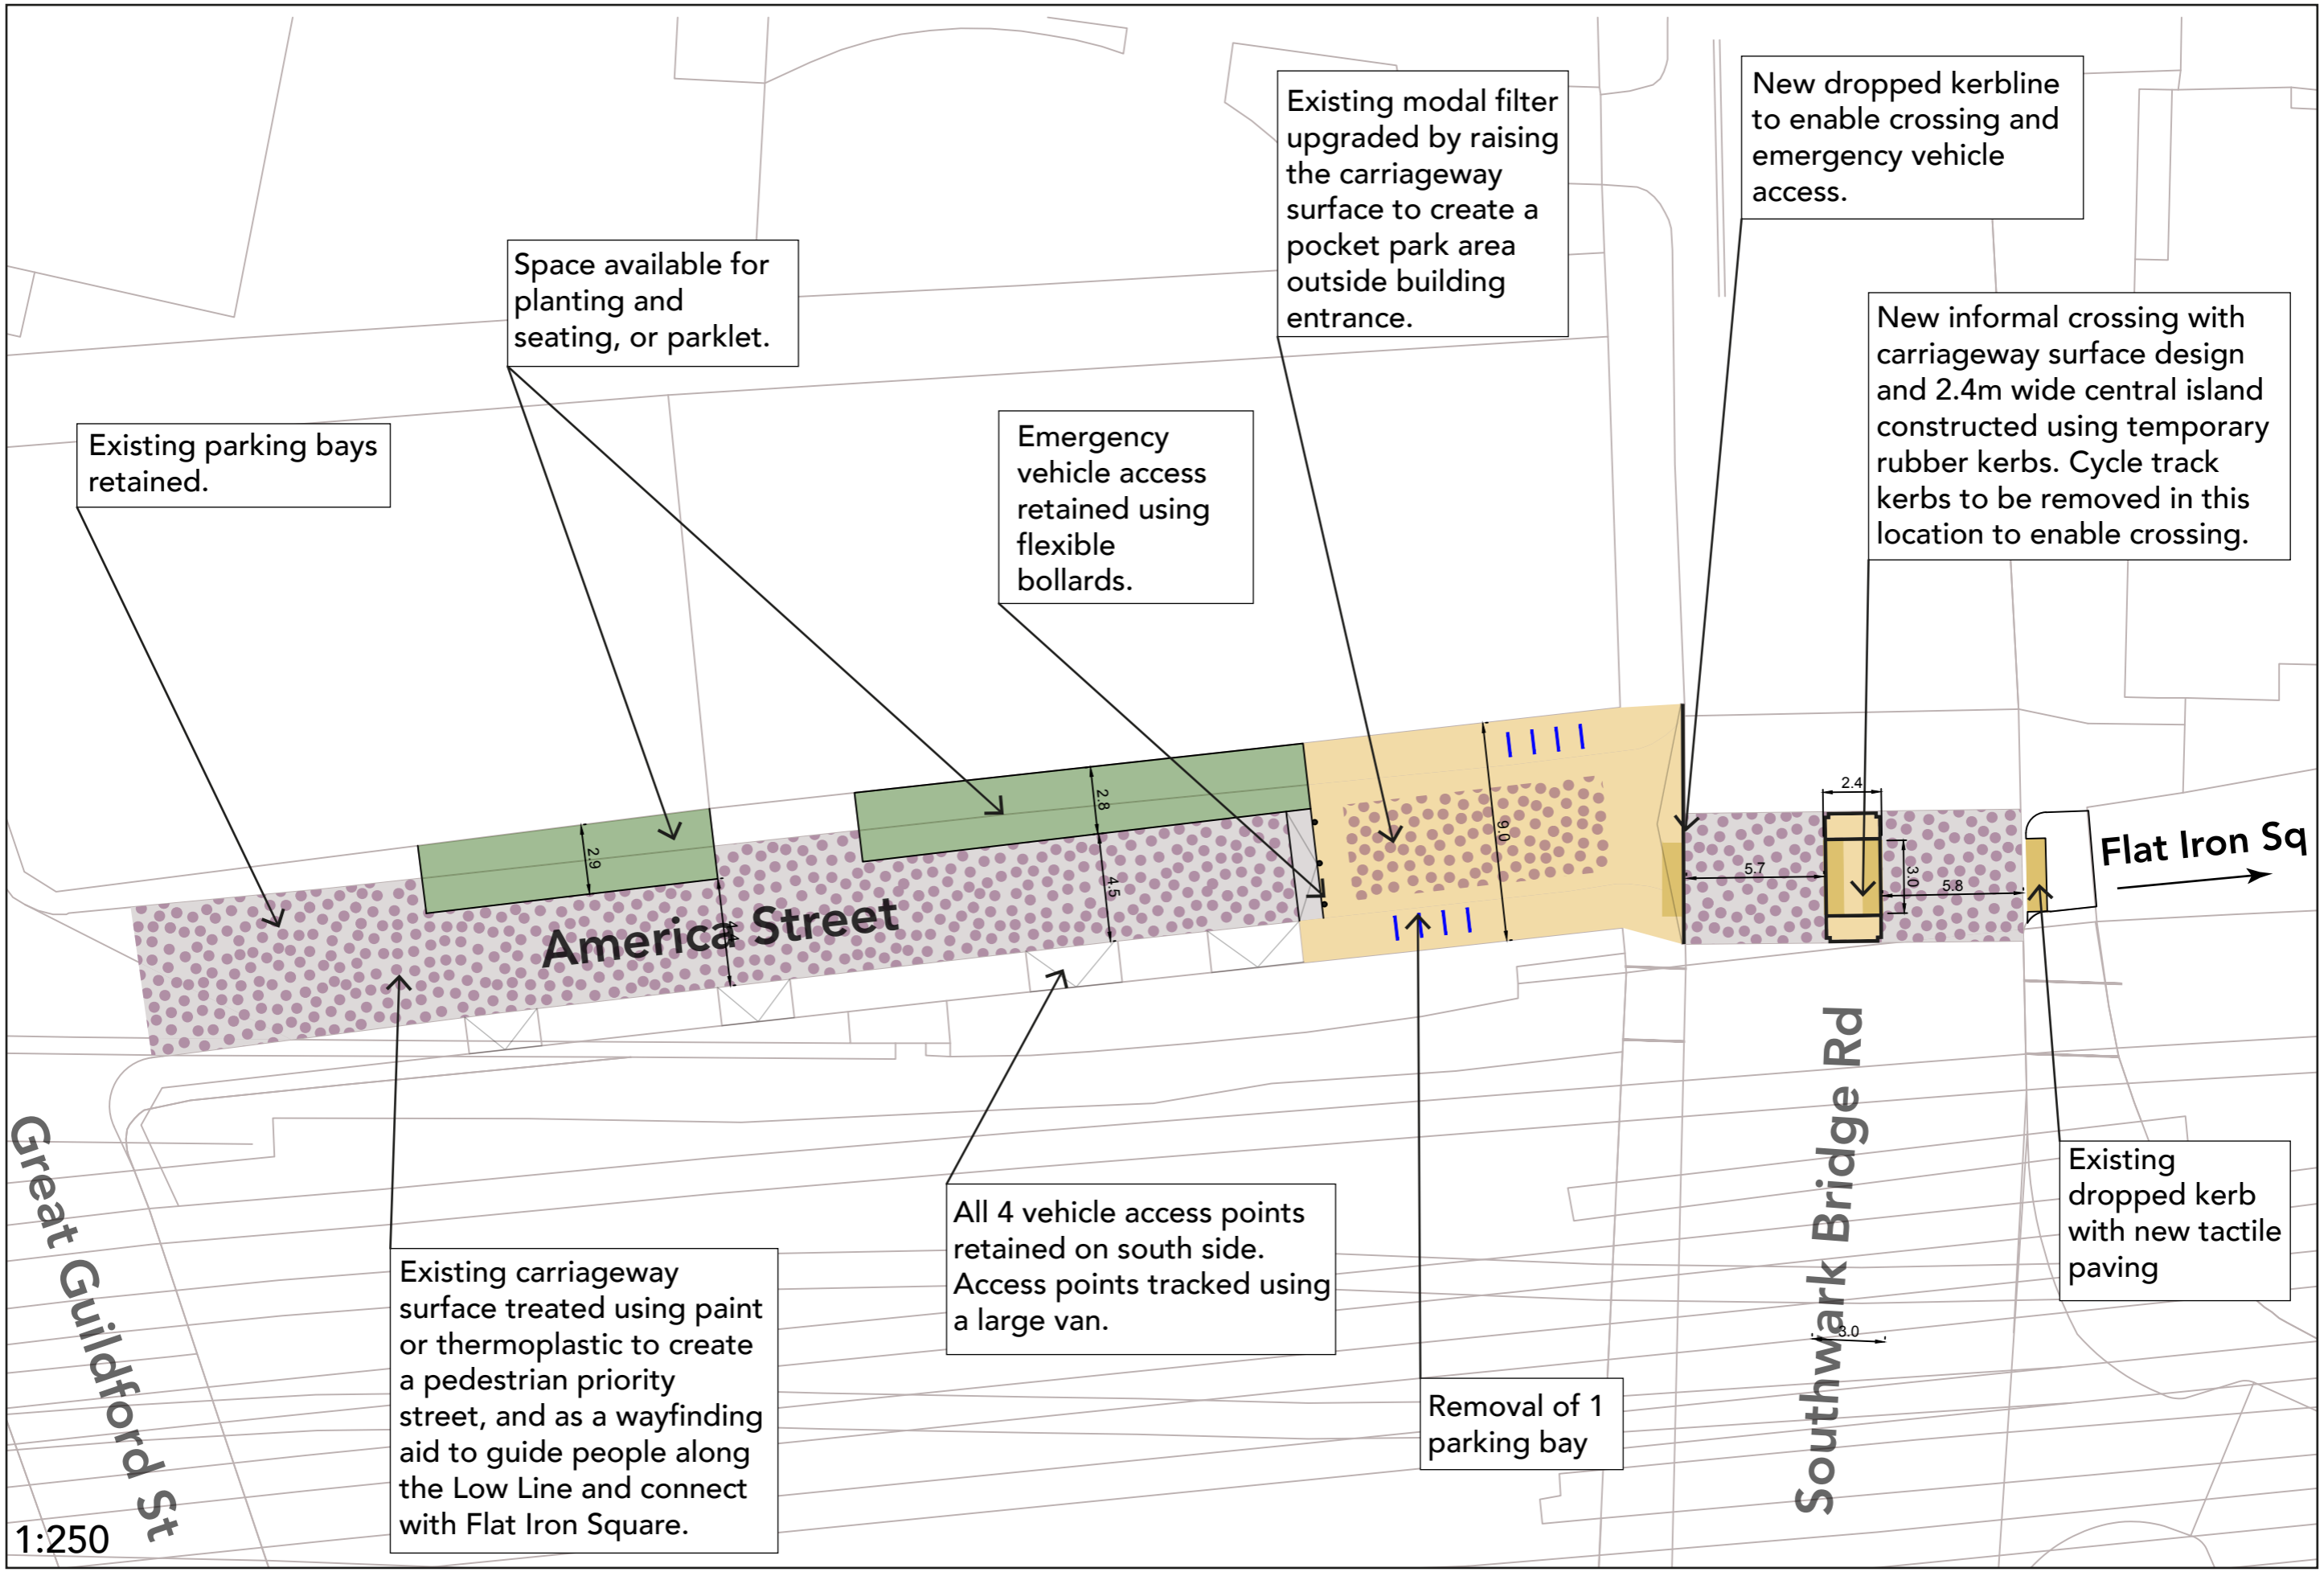 New dropped kerbline
to enable crossing and
emergency vehicle
access.
Existing modal filter
upgraded by raising
the carriageway
surface to create a
pocket park area
outside building
entrance.
Space available for
planting and
seating, or parklet.
New informal crossing with
carriageway surface design
and 2.4m wide central island
constructed using temporary
rubber kerbs. Cycle track
kerbs to be removed in this
location to enable crossing.
Existing parking bays
retained.
Emergency
vehicle access
retained using
flexible
bollards.
2.9
2.8
4.4
4.5
9.0
2.4
5.7
3.0
5.8
America Street
Flat Iron Sq
Great Guildford St
Southwark Bridge Rd
3.0
Existing
dropped kerb
with new tactile
paving
All 4 vehicle access points
retained on south side.
Access points tracked using
a large van.
Existing carriageway
surface treated using paint
or thermoplastic to create
a pedestrian priority
street, and as a wayfinding
aid to guide people along
the Low Line and connect
with Flat Iron Square.
Removal of 1
parking bay
1:250